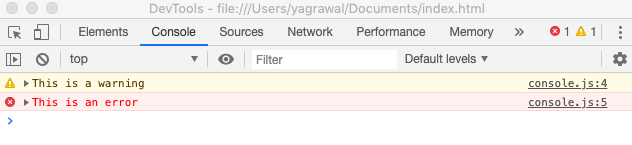 DevTools - file:///Users/yagrawal/Documents/index.html
Elements Console Sources Network Performance Memory » 1 1
top Filter Default levels
This is a warning console.js:4
This is an error console.js:5